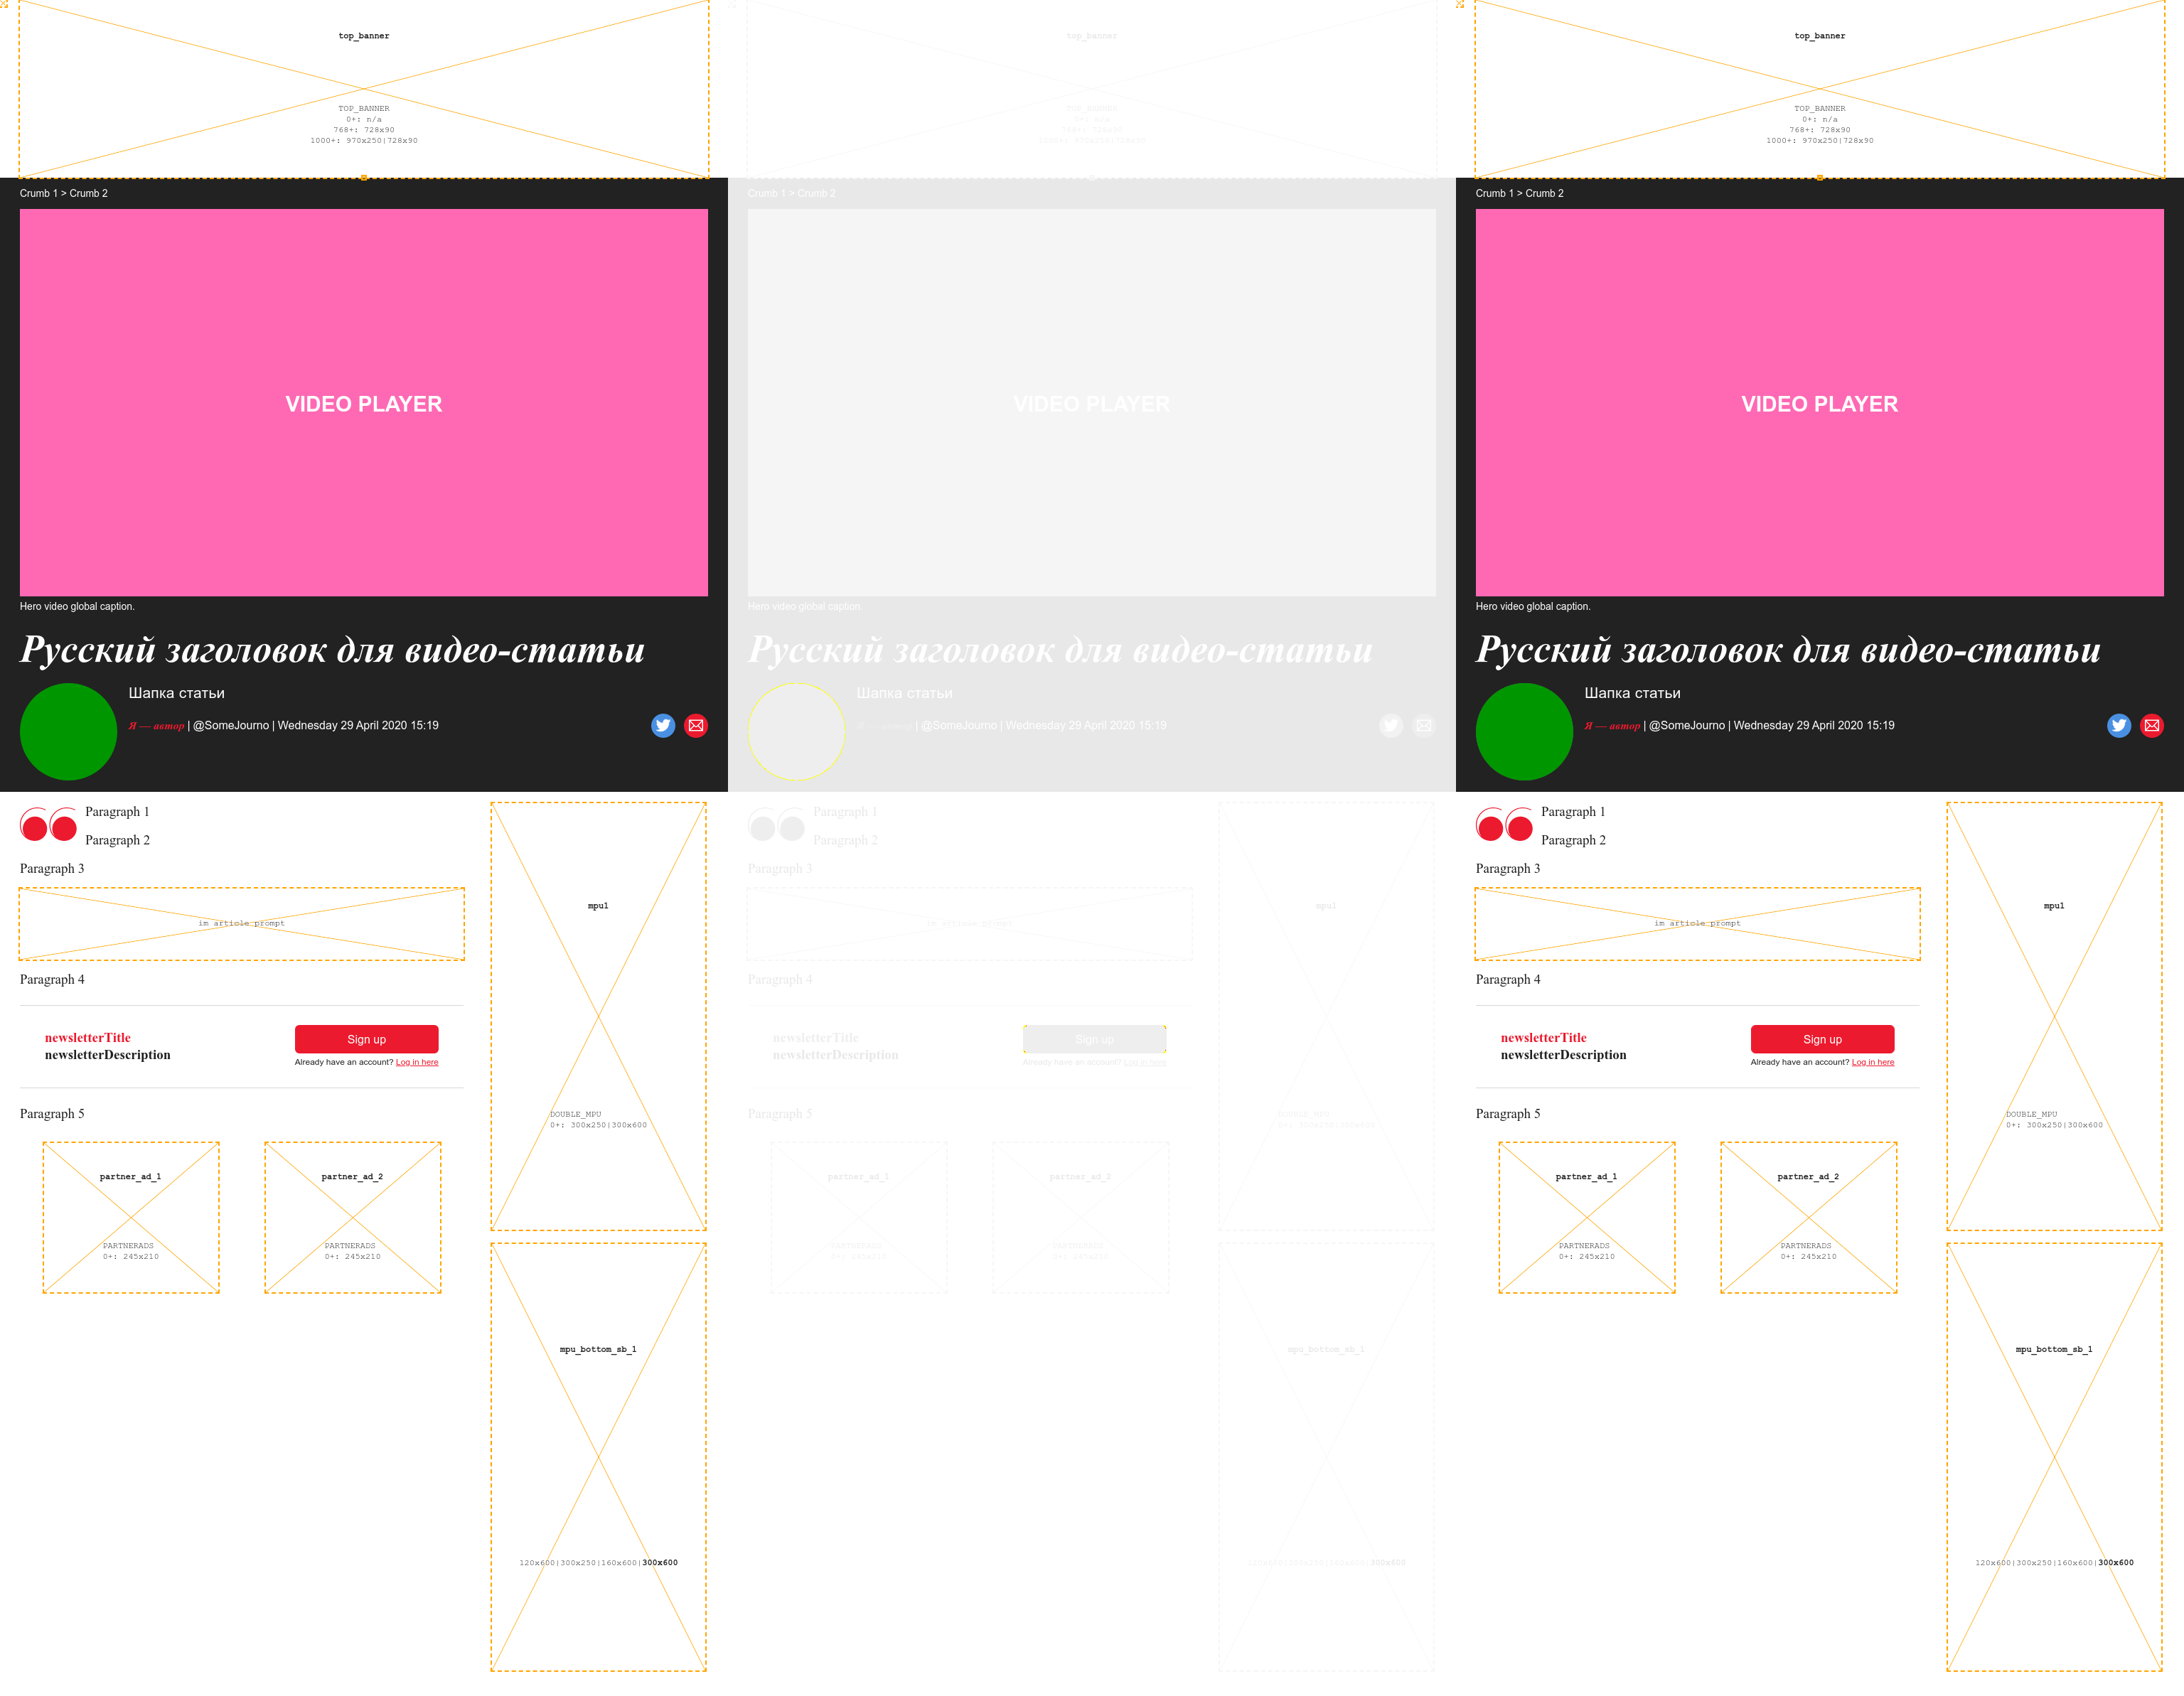 top_banner
TOP_BANNER
0+: n/a
768+: 728x90
1000+: 970x250|728x90
Crumb 1 > Crumb 2
VIDEO PLAYER
Hero video global caption.
Русский заголовок для видео-статьи
Шапка статьи
Я — автор | @SomeJourno | Wednesday 29 April 2020 15:19
Paragraph 1
Paragraph 2
Paragraph 3
im article prompt
Paragraph 4
newsletterTitle
newsletterDescription
Sign up
Already have an account? Log in here
Paragraph 5
partner_ad_1
PARTNERADS
0+: 245x210
partner_ad_2
PARTNERADS
0+: 245x210
mpu1
DOUBLE_MPU
0+: 300x250|300x600
mpu_bottom_sb_1
120x600|300x250|160x600|300x600
top_banner
TOP_BANNER
0+: n/a
768+: 728x90
1000+: 970x250|728x90
Crumb 1 > Crumb 2
VIDEO PLAYER
Hero video global caption.
Русский заголовок для видео-статьи
Шапка статьи
Я — автор | @SomeJourno | Wednesday 29 April 2020 15:19
Paragraph 1
Paragraph 2
Paragraph 3
im article prompt
Paragraph 4
newsletterTitle
newsletterDescription
Sign up
Already have an account? Log in here
Paragraph 5
partner_ad_1
PARTNERADS
0+: 245x210
partner_ad_2
PARTNERADS
0+: 245x210
mpu1
DOUBLE_MPU
0+: 300x250|300x600
mpu_bottom_sb_1
120x600|300x250|160x600|300x600
top_banner
TOP_BANNER
0+: n/a
768+: 728x90
1000+: 970x250|728x90
Crumb 1 > Crumb 2
VIDEO PLAYER
Hero video global caption.
Русский заголовок для видео-статьи
Шапка статьи
Я — автор | @SomeJourno | Wednesday 29 April 2020 15:19
Paragraph 1
Paragraph 2
Paragraph 3
im article prompt
Paragraph 4
newsletterTitle
newsletterDescription
Sign up
Already have an account? Log in here
Paragraph 5
partner_ad_1
PARTNERADS
0+: 245x210
partner_ad_2
PARTNERADS
0+: 245x210
mpu1
DOUBLE_MPU
0+: 300x250|300x600
mpu_bottom_sb_1
120x600|300x250|160x600|300x600